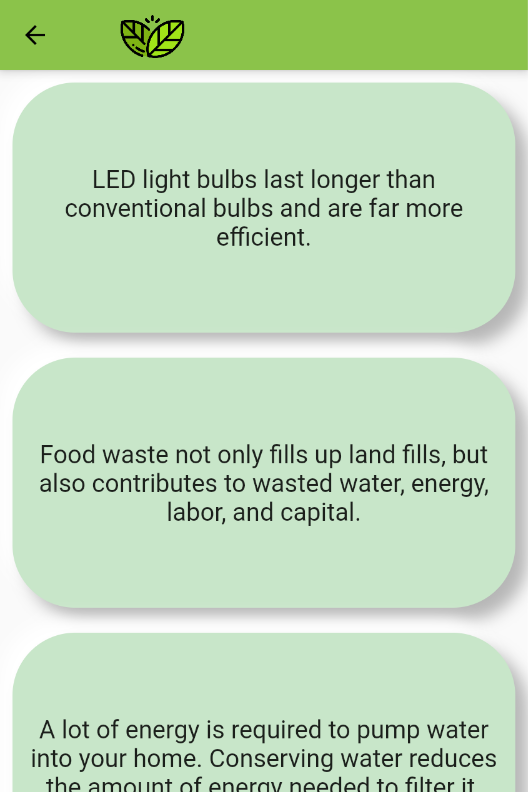 LED light bulbs last longer than
conventional bulbs and are far more
efficient.
Food waste not only fills up land fills, but
also contributes to wasted water, energy,
labor, and capital.
A lot of energy is required to pump water
into your home. Conserving water reduces
the amount of energy needed to filter it